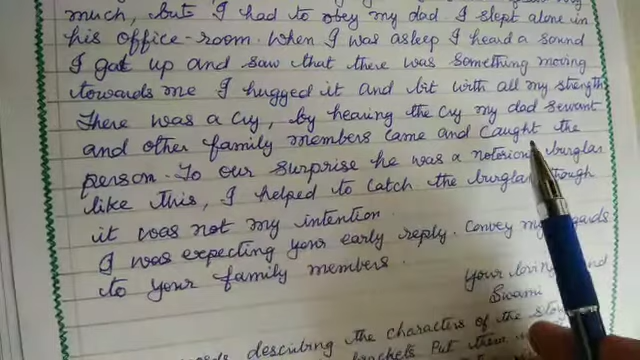 much, but I had to obey my dad I slept alone in
his office-room. When I was asleep I heard a sound
I got up and saw that there was something moving
towards me I hugged it and bit with all my strength
There was a cry, by hearing the cry my dad servant
and other family members came and caught the
person. To our surprise he was a notorious burglar
like this, I helped to catch the burglar though
it was not my intention.
I was expecting your early reply. Convey my regards
to your family members.
Your loving
Swami
describing the characters of the story
brackets. Put them